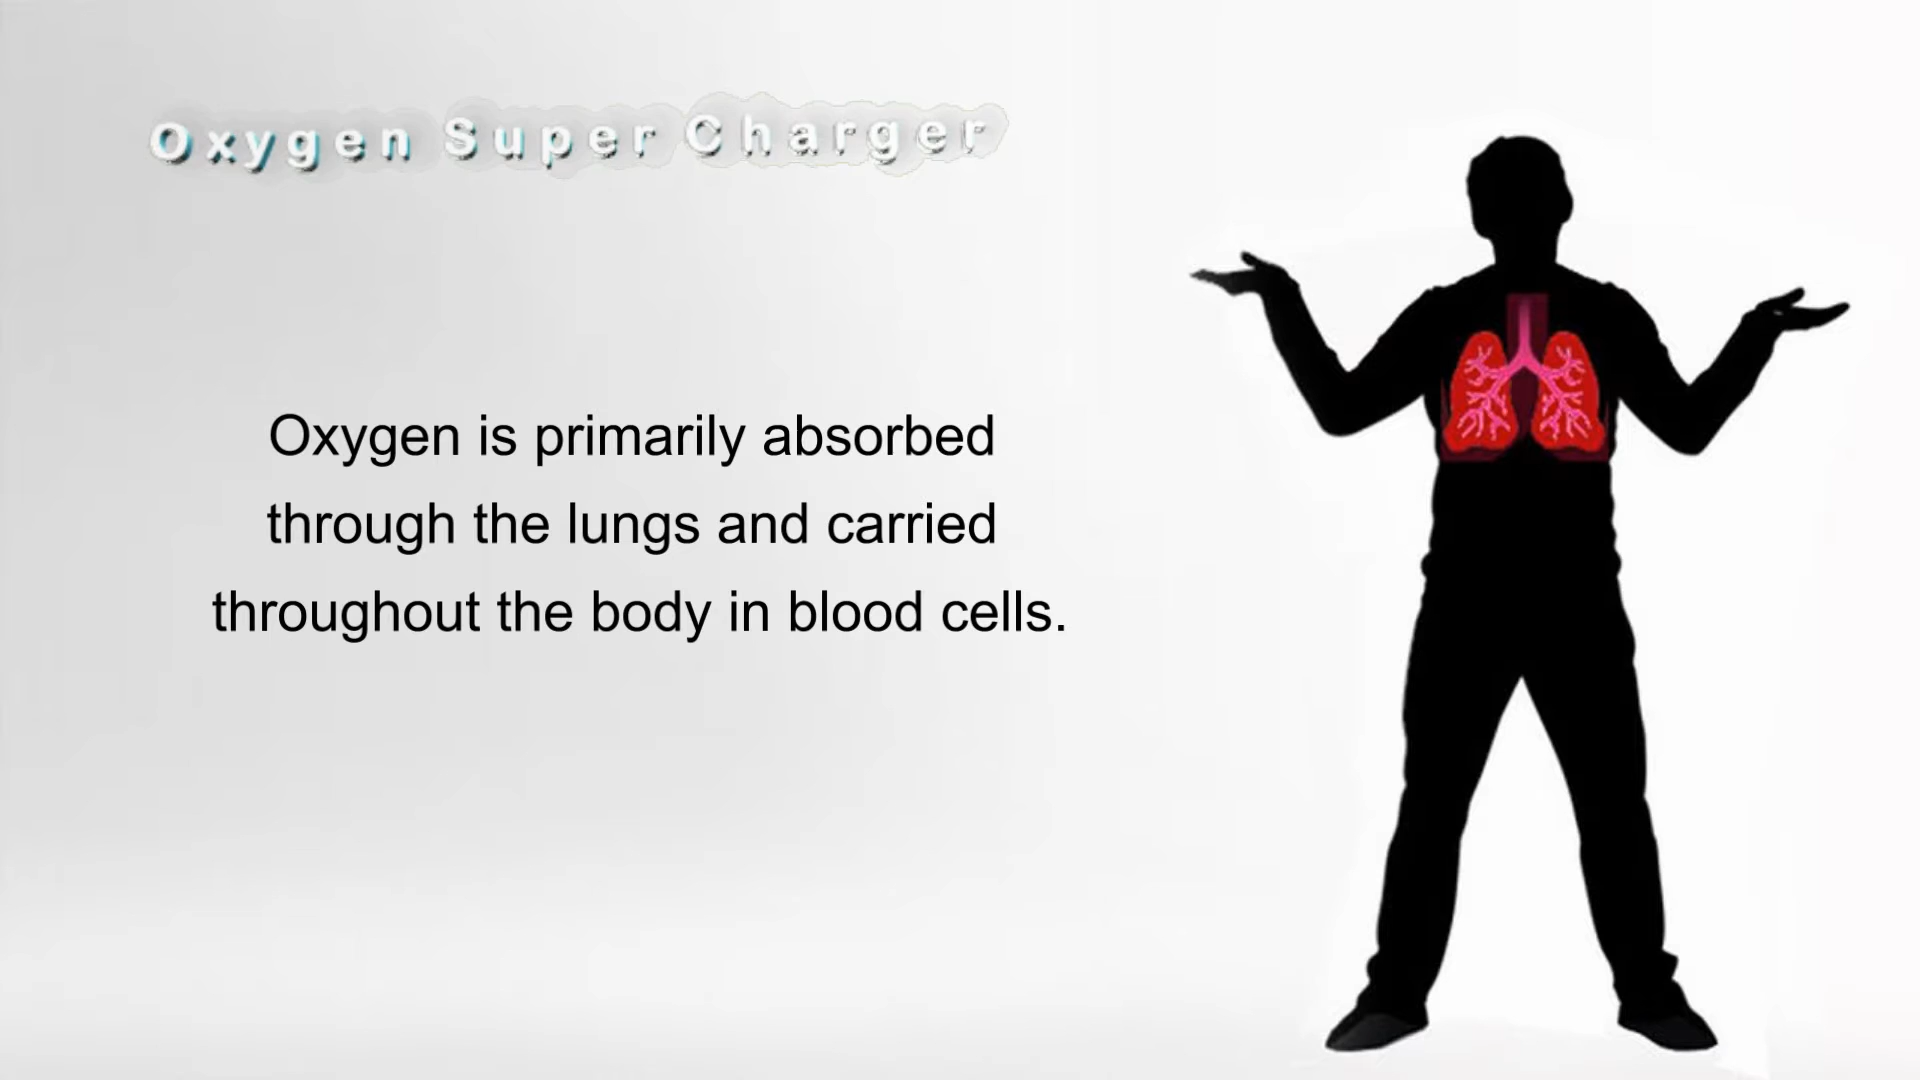 Oxygen Super Charger
Oxygen is primarily absorbed
through the lungs and carried
throughout the body in blood cells.